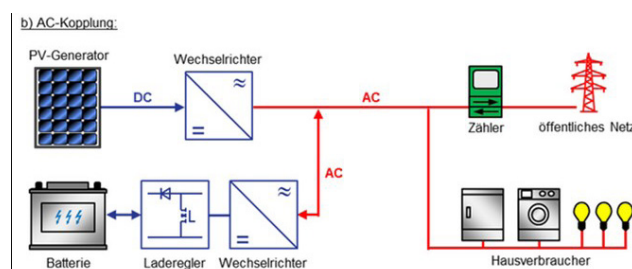 b) AC-Kopplung:
PV-Generator
Wechselrichter
DC
AC
Zähler
öffentliches Netz
AC
L
Batterie
Laderegler
Wechselrichter
Hausverbraucher